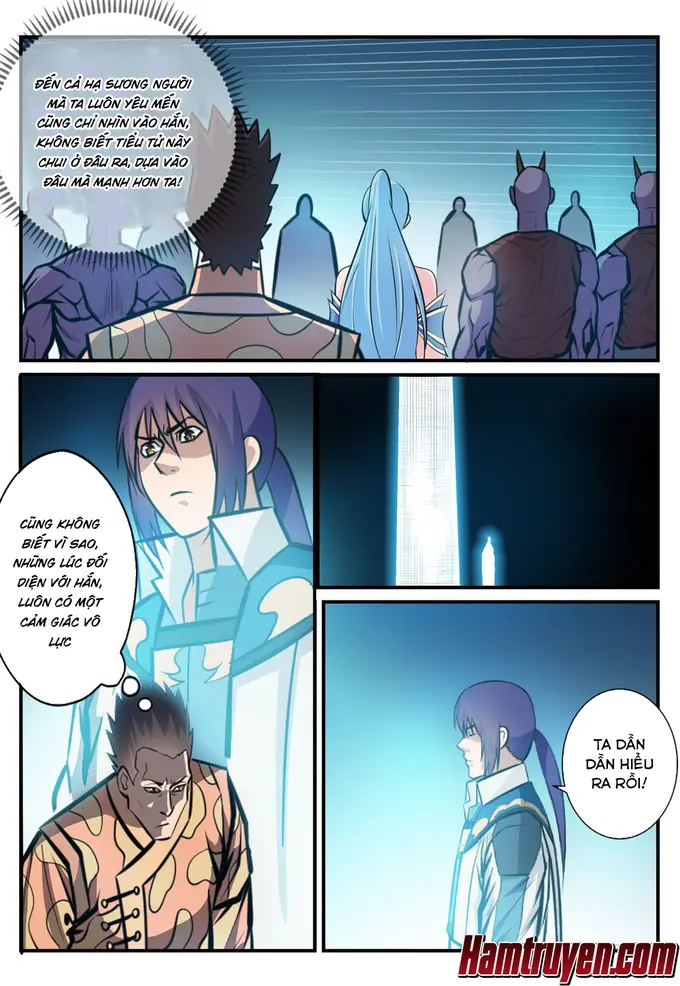 ĐẾN CẢ HẠ SƯƠNG NGƯỜI
MÀ TA LUÔN YÊU MẾN
CŨNG CHỈ NHÌN VÀO HẮN,
KHÔNG BIẾT TIỂU TỬ NÀY
CHUI Ở ĐÂU RA, DỰA VÀO
ĐÂU MÀ MẠNH HƠN TA!
CŨNG KHÔNG
BIẾT VÌ SAO,
NHỮNG LÚC ĐỐI
DIỆN VỚI HẮN,
LUÔN CÓ MỘT
CẢM GIÁC VÔ
LỰC
TA DẦN
DẦN HIỂU
RA RỒI!
Hamtruyen.com